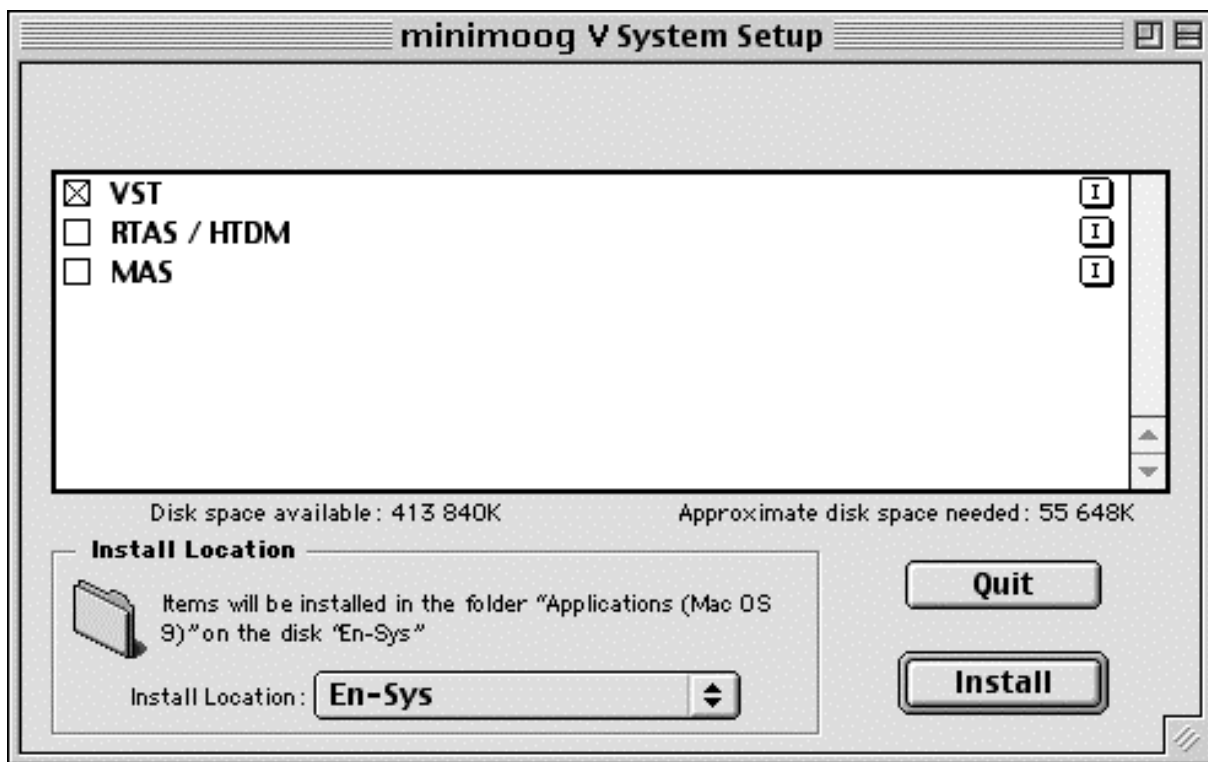 minimoog V System Setup
VST I
RTAS / HTDM I
MAS I
Disk space available: 413 840K Approximate disk space needed: 55 648K
Install Location
Items will be installed in the folder "Applications (Mac OS
9)"on the disk "En-Sys"
Quit
Install Location: En-Sys
Install